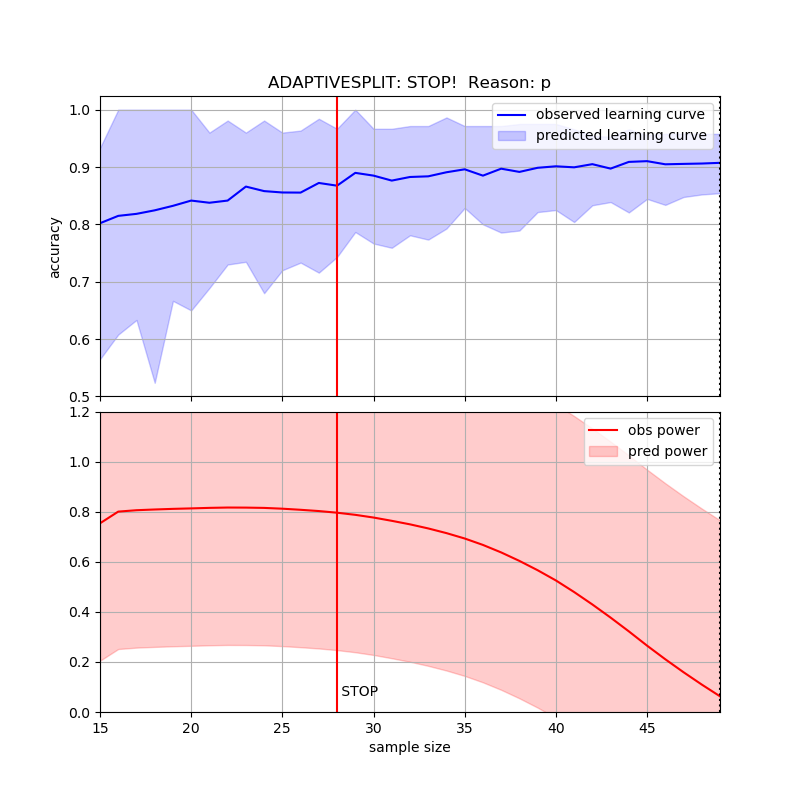 ADAPTIVESPLIT: STOP!  Reason: p
1.0
0.9
0.8
0.7
0.6
0.5
accuracy
observed learning curve
predicted learning curve
1.2
1.0
0.8
0.6
0.4
0.2
0.0
obs power
pred power
STOP
15 20 25 30 35 40 45
sample size